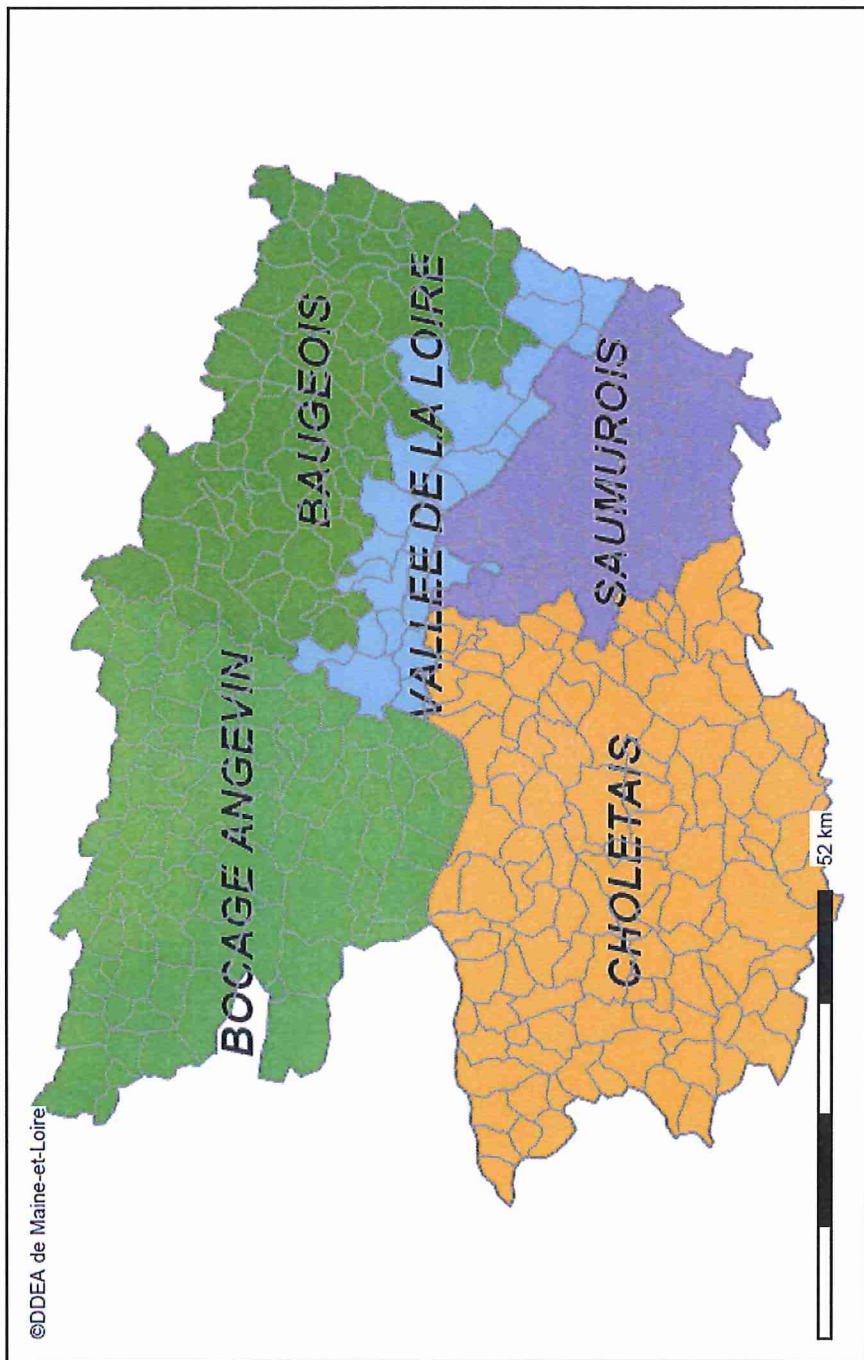 ©DDEA de Maine-et-Loire
BOCAGE ANGEVIN
BAUGEOIS
VALLEE DE LA LOIRE
CHOLETAIS
SAUMUROIS
52 km